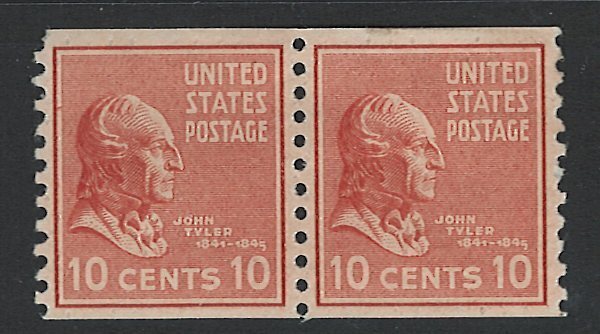 UNITED
STATES
POSTAGE
JOHN
TYLER
1841-1845
10 CENTS 10
UNITED
STATES
POSTAGE
JOHN
TYLER
1841-1845
10 CENTS 10